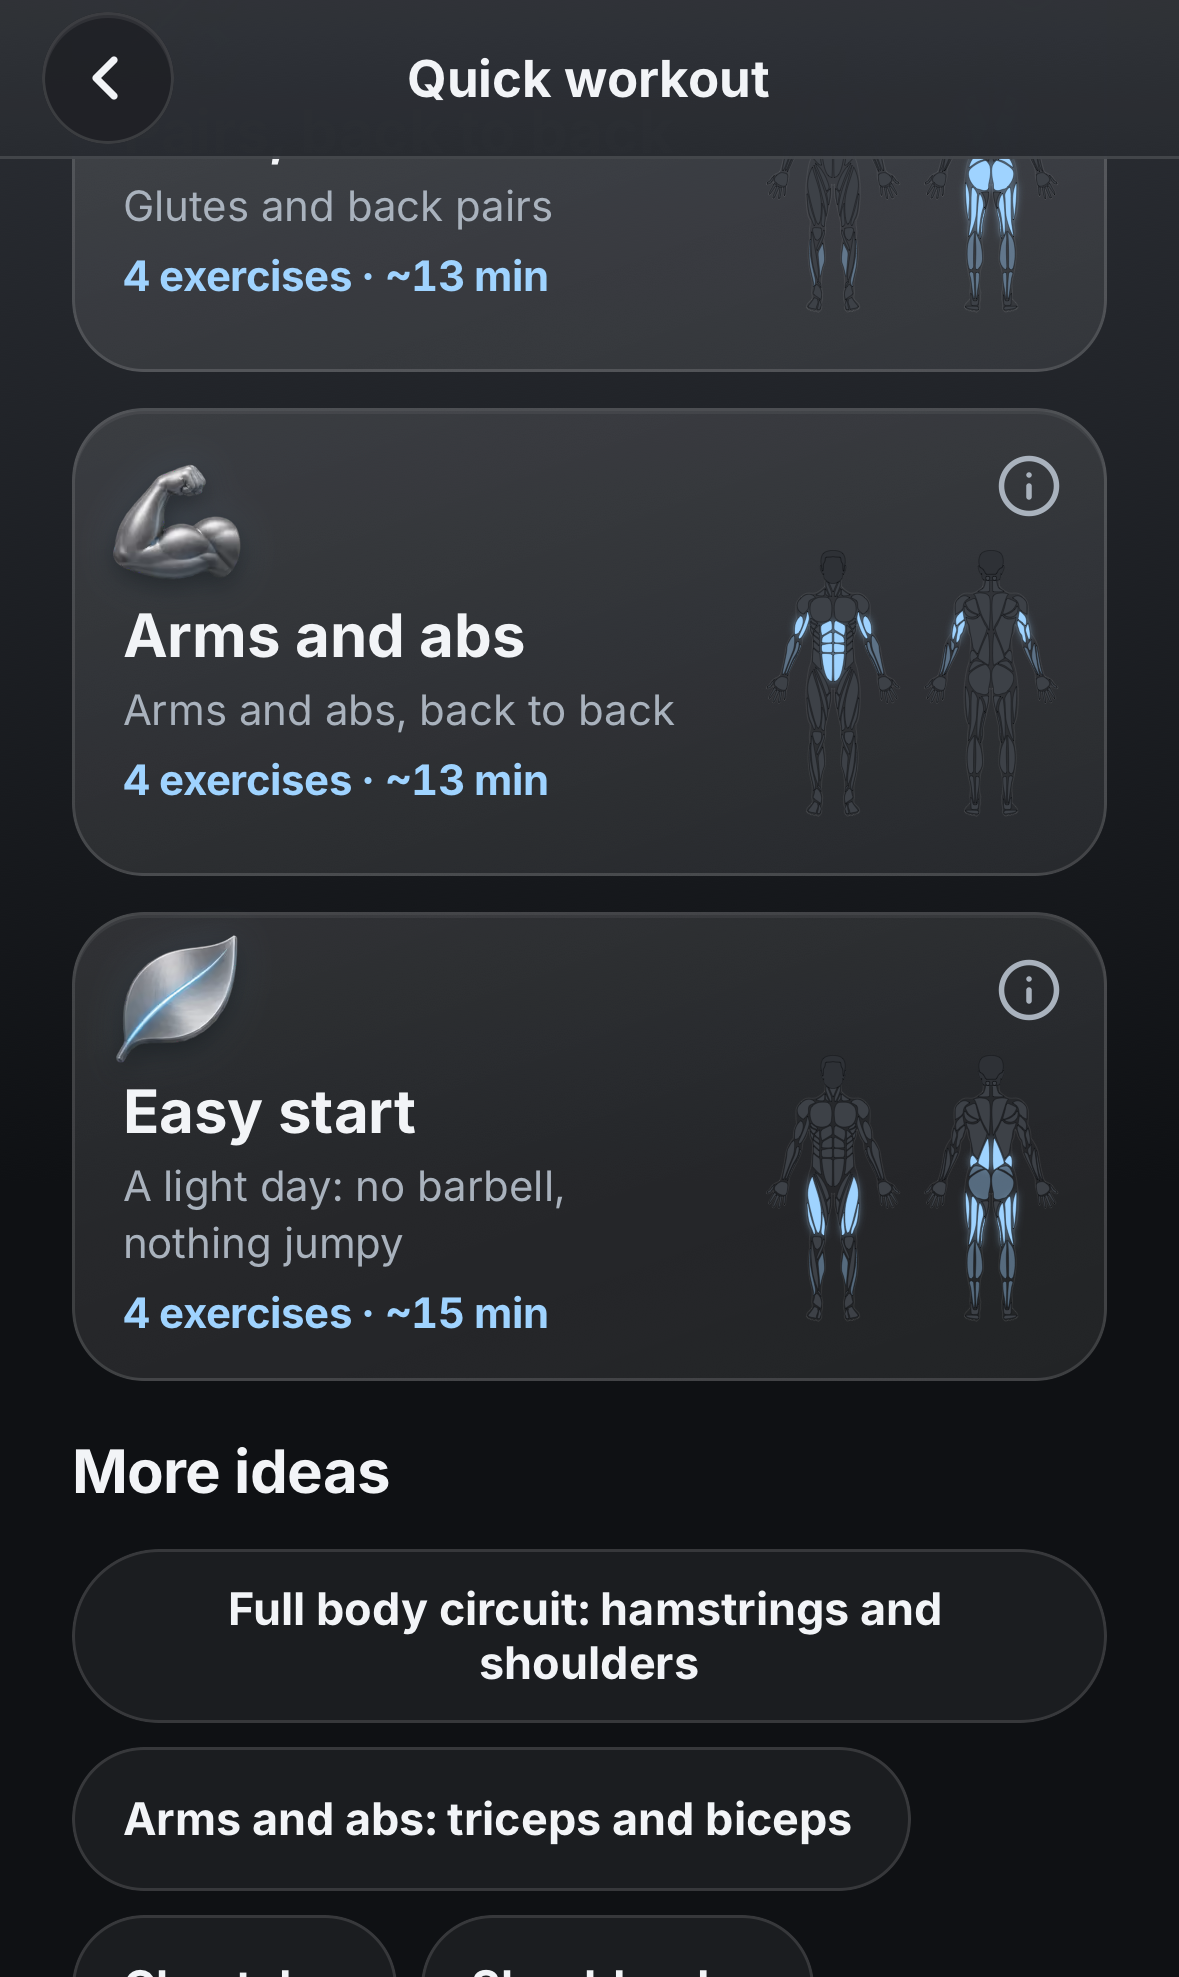 Quick workout
Glutes and back pairs
4 exercises · ~13 min
Arms and abs
Arms and abs, back to back
4 exercises · ~13 min
Easy start
A light day: no barbell,
nothing jumpy
4 exercises · ~15 min
More ideas
Full body circuit: hamstrings and
shoulders
Arms and abs: triceps and biceps